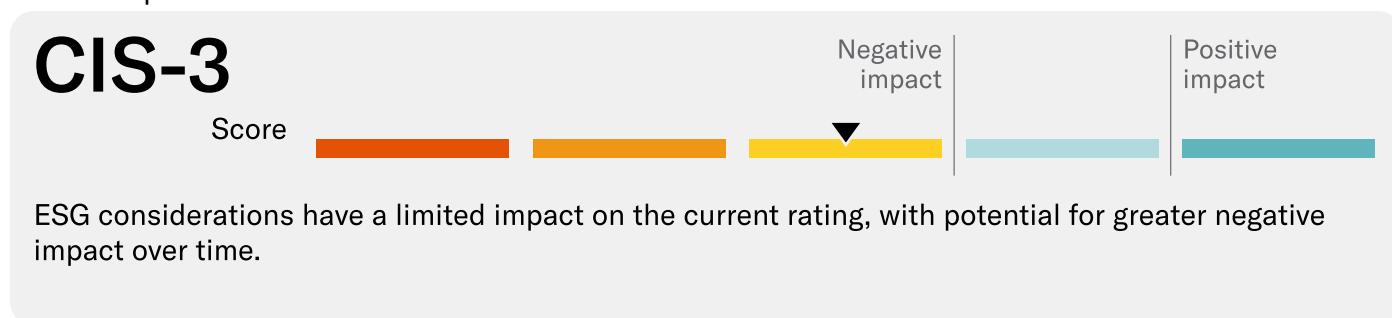 CIS-3
Negative
impact
Positive
impact
Score
ESG considerations have a limited impact on the current rating, with potential for greater negative
impact over time.